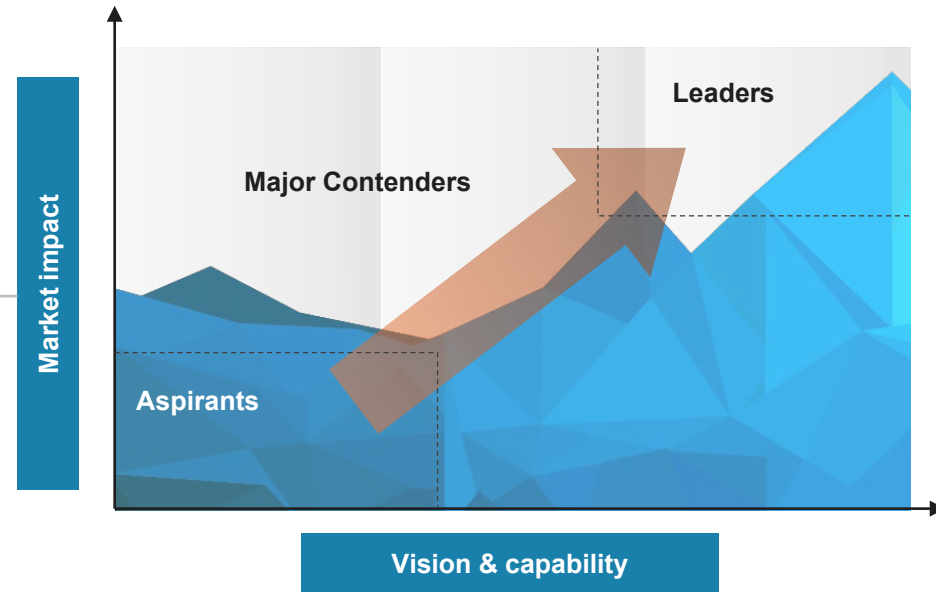 Leaders
Major Contenders
Market impact
Aspirants
Vision & capability